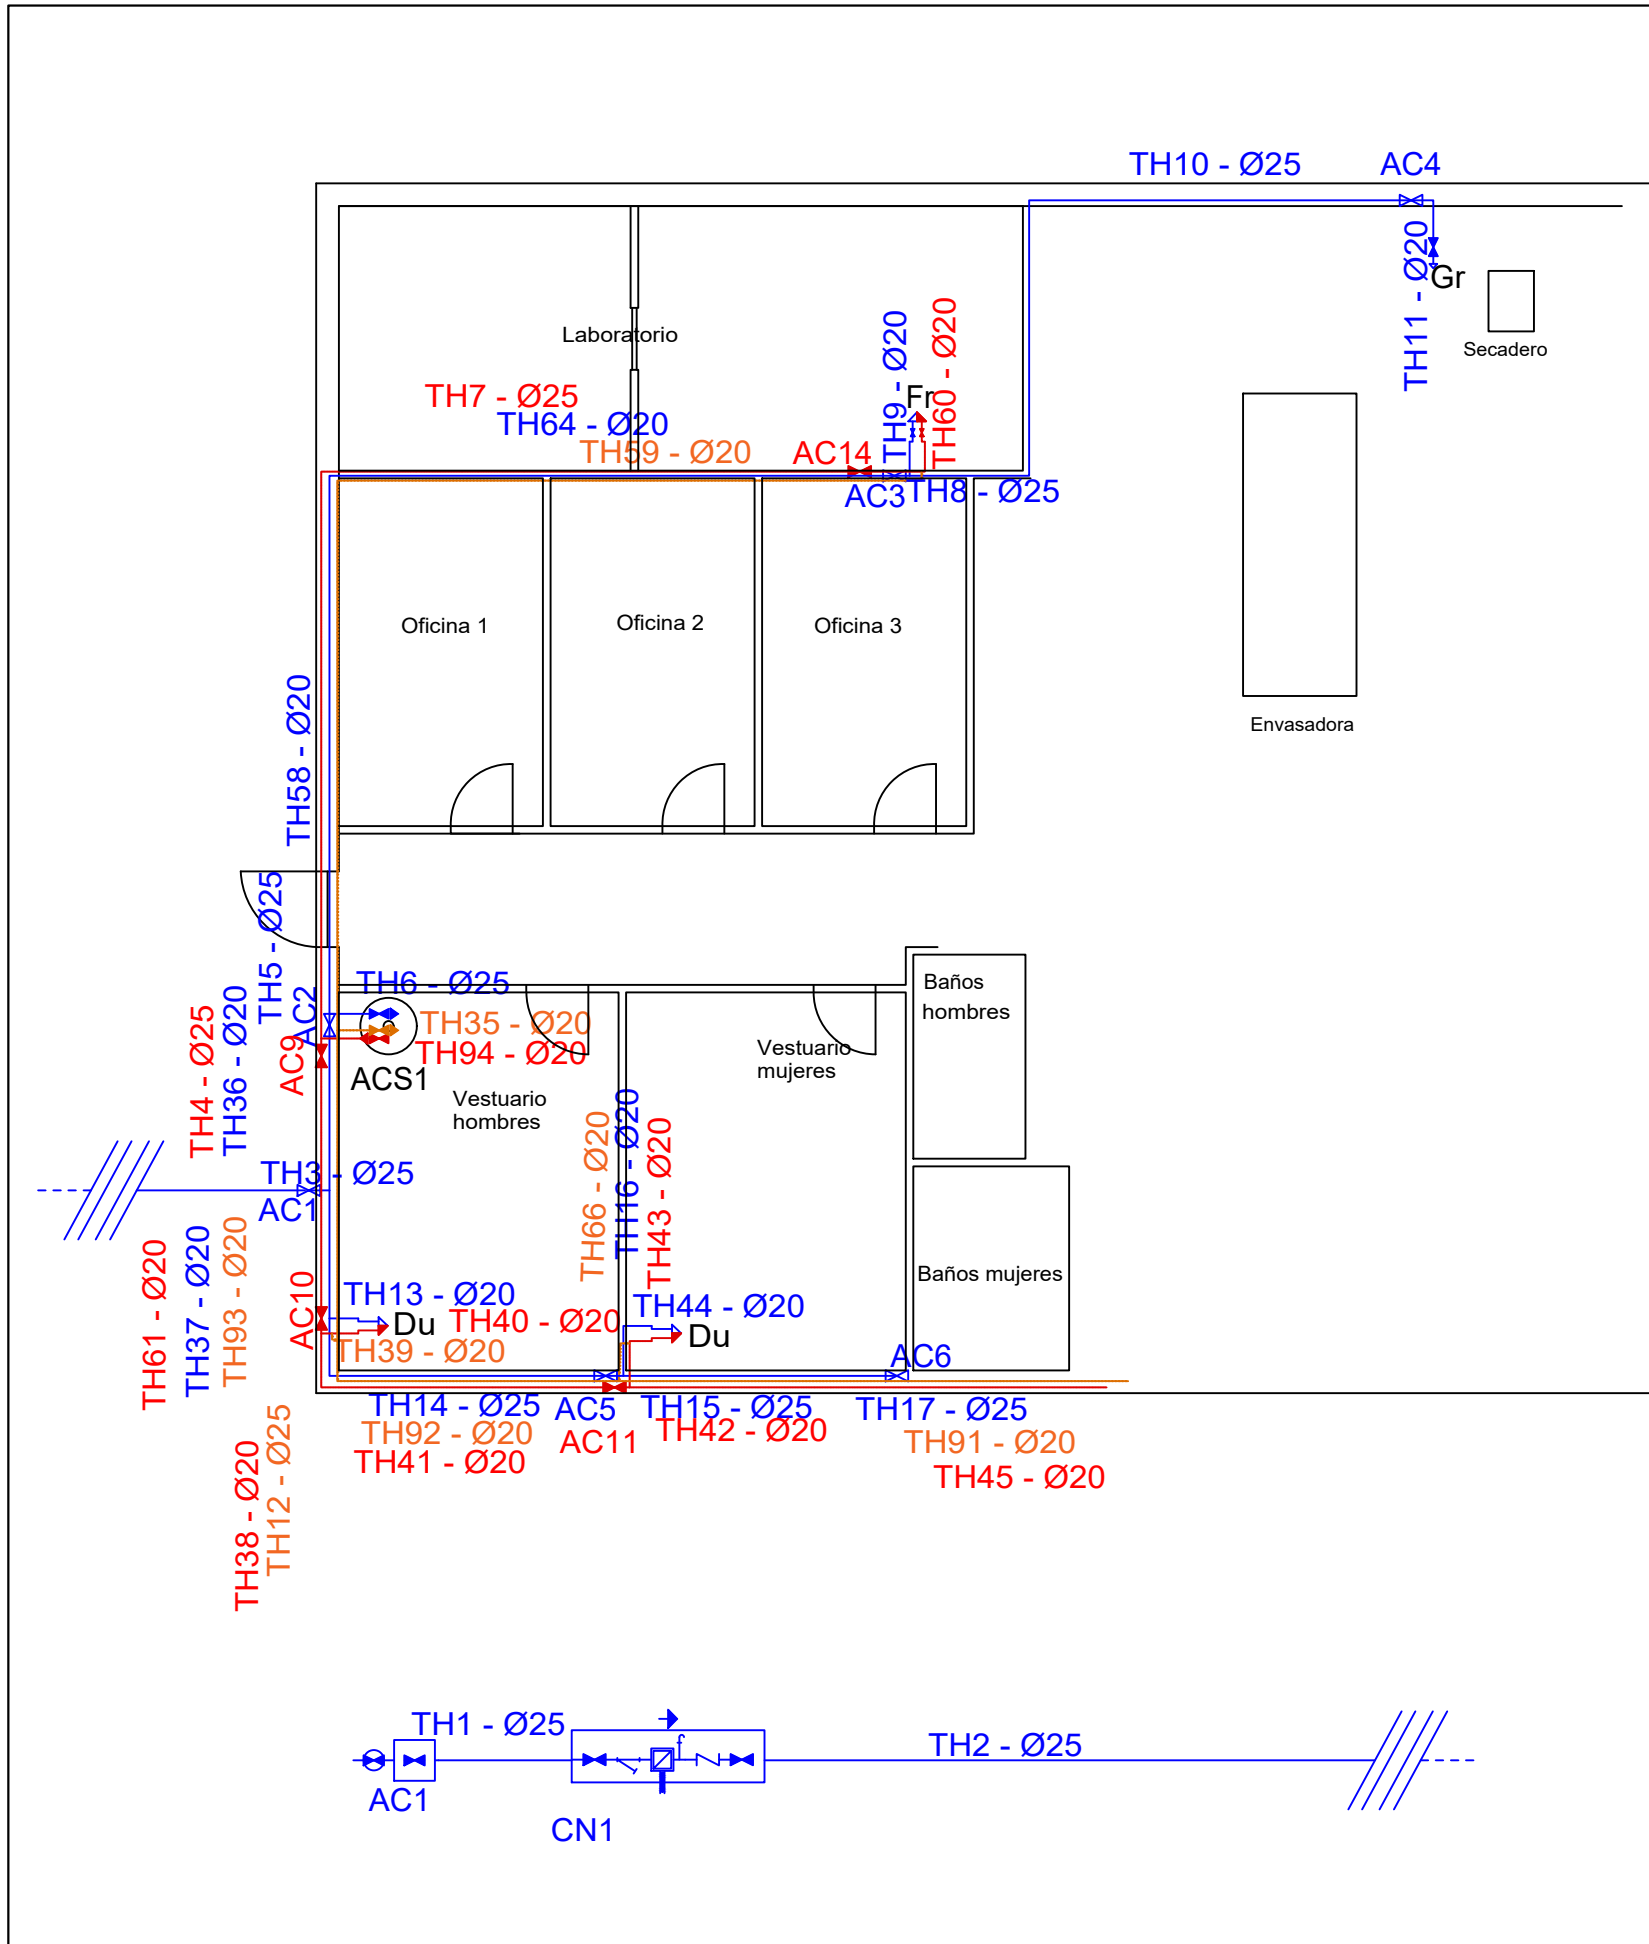 TH10 - Ø25
AC4
TH11 - Ø20
Gr
Secadero
Laboratorio
TH7 - Ø25
TH64 - Ø20
TH59 - Ø20
AC14
TH9 - Ø20
Fr
TH60 - Ø20
AC3
TH8 - Ø25
Oficina 1
Oficina 2
Oficina 3
Envasadora
TH58 - Ø20
TH5 - Ø25
TH6 - Ø25
AC2
TH35 - Ø20
TH94 - Ø20
AC9
ACS1
TH4 - Ø25
TH36 - Ø20
Vestuario
hombres
Vestuario
mujeres
Baños
hombres
TH66 - Ø20
TH16 - Ø20
TH43 - Ø20
TH3 - Ø25
AC1
TH61 - Ø20
TH37 - Ø20
TH93 - Ø20
AC10
TH13 - Ø20
Du
TH40 - Ø20
TH39 - Ø20
TH44 - Ø20
Du
Baños mujeres
AC6
TH14 - Ø25
AC5
TH15 - Ø25
TH17 - Ø25
TH92 - Ø20
AC11
TH42 - Ø20
TH91 - Ø20
TH41 - Ø20
TH45 - Ø20
TH38 - Ø20
TH12 - Ø25
TH1 - Ø25
TH2 - Ø25
AC1
CN1